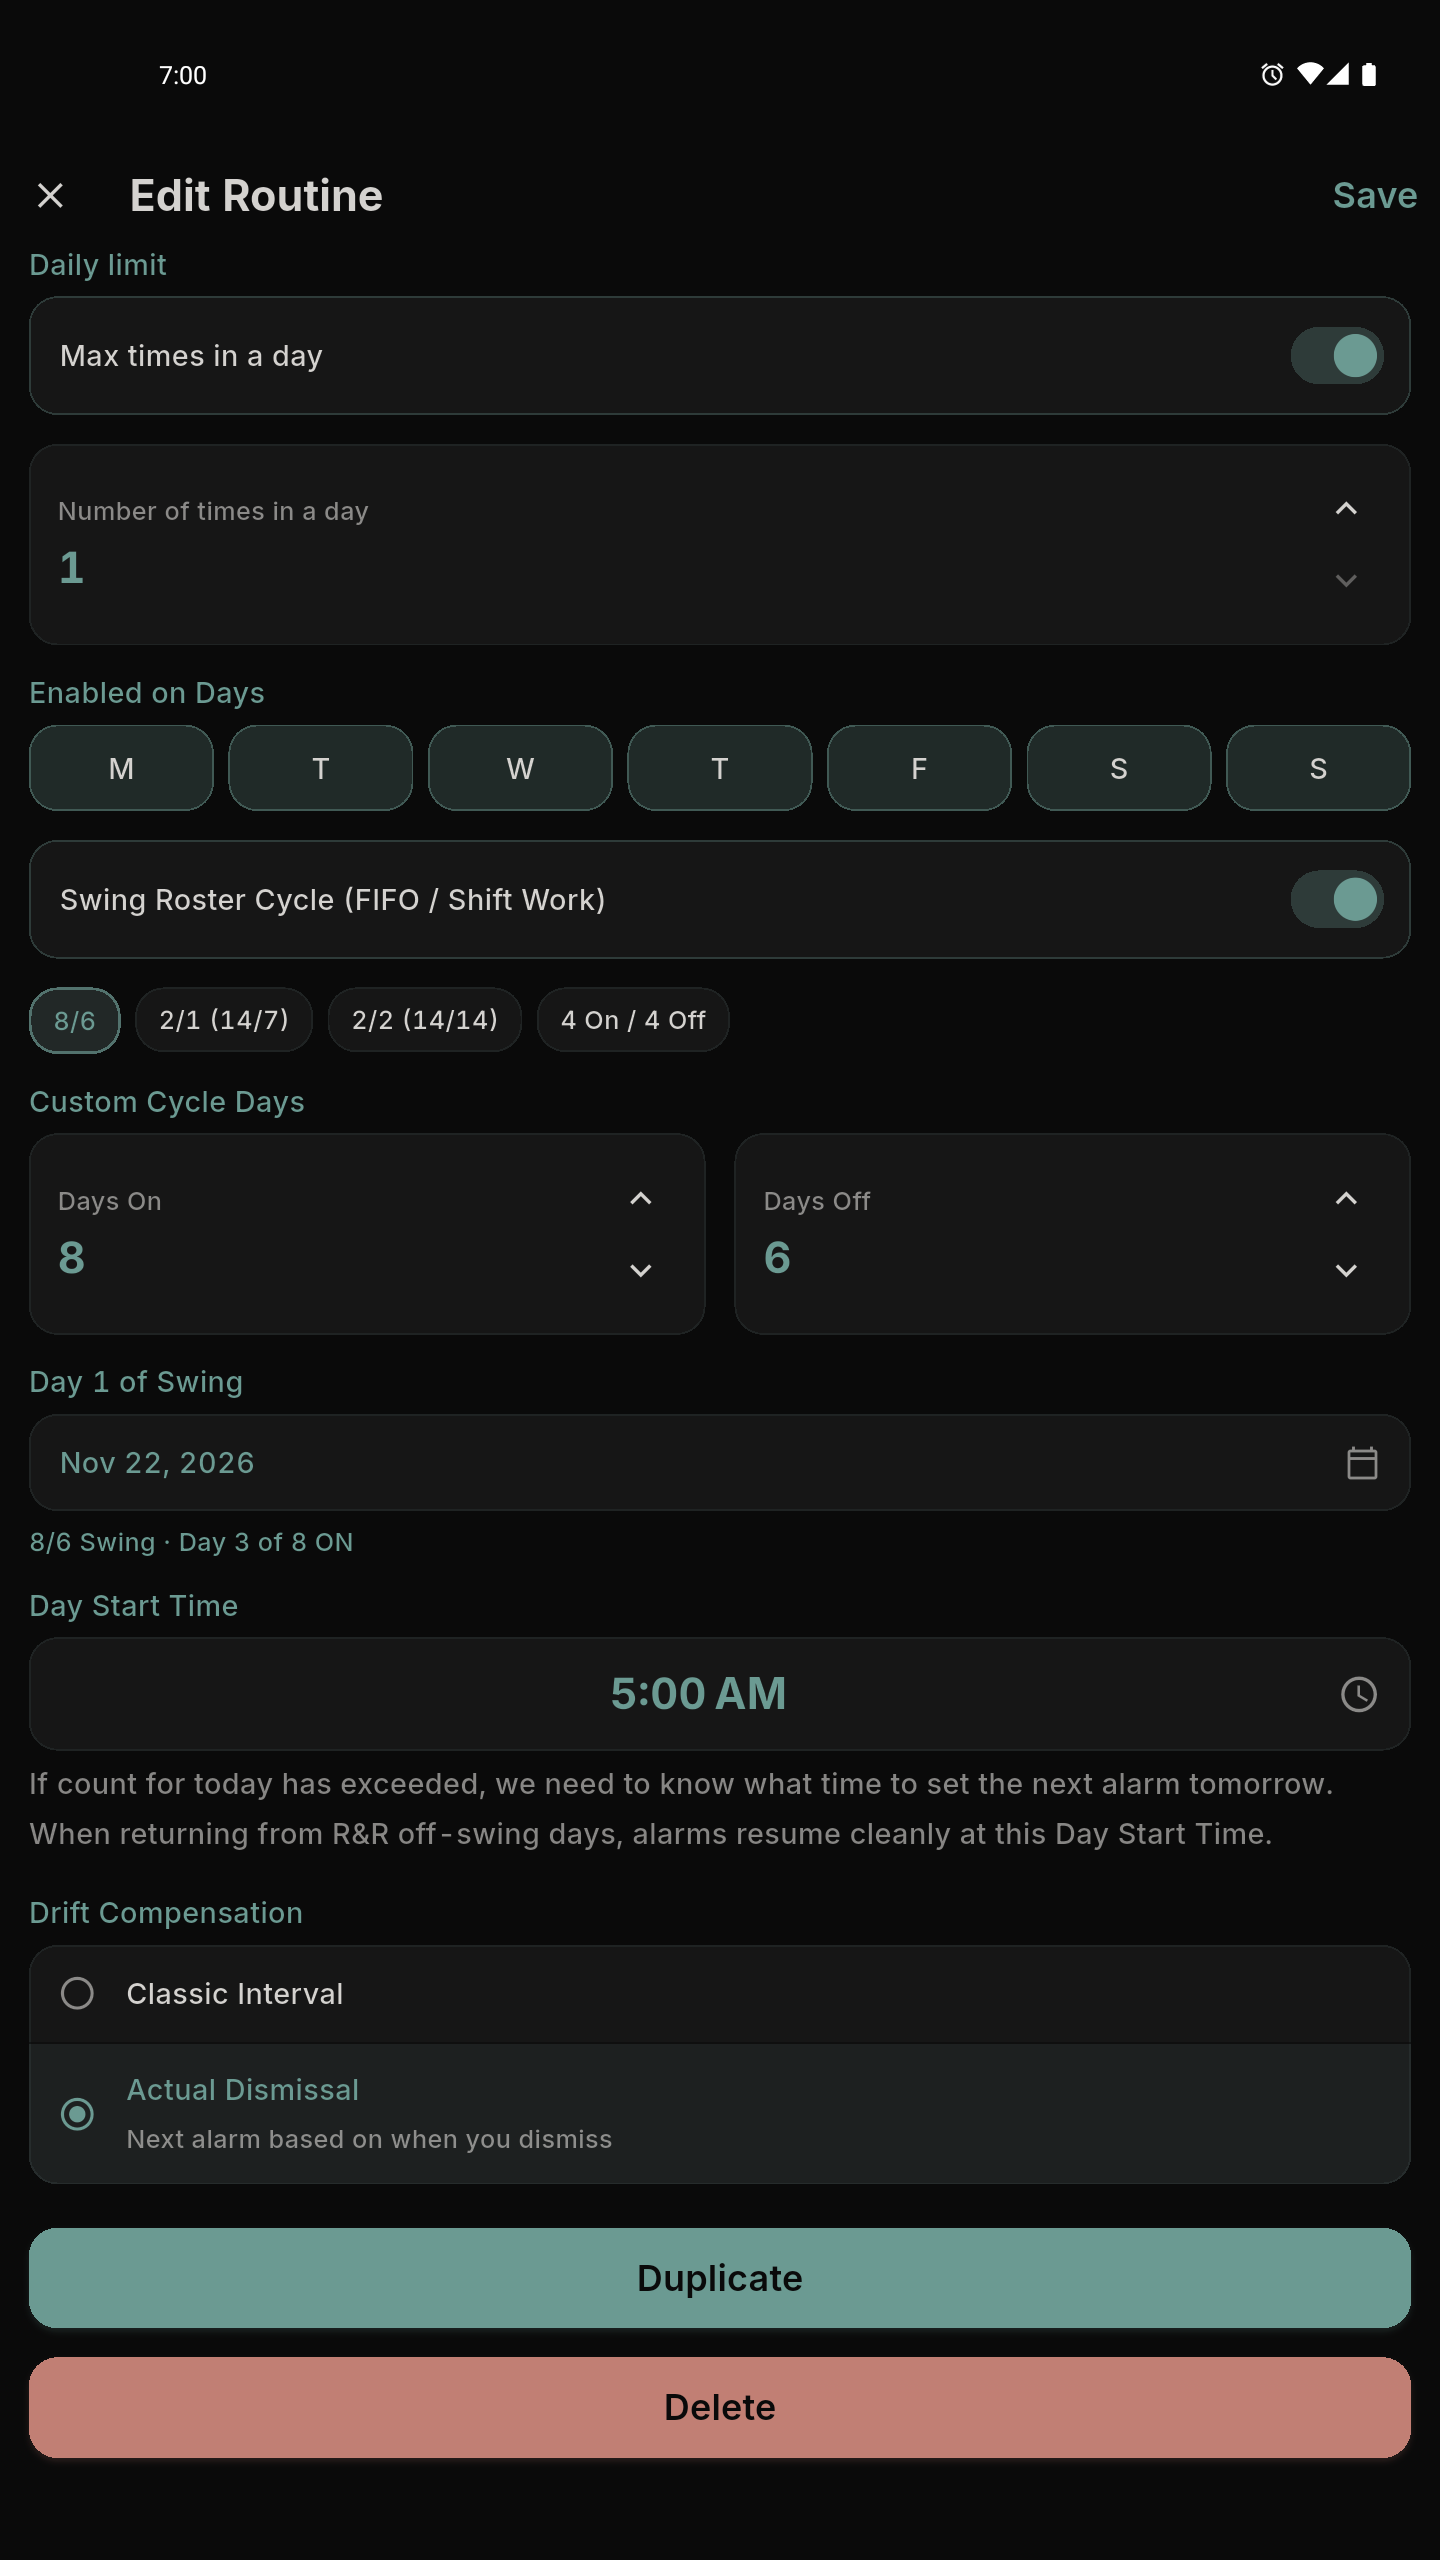 7:00
Edit Routine
Save
Daily limit
Max times in a day
Number of times in a day
1
Enabled on Days
M T W T F S S
Swing Roster Cycle (FIFO / Shift Work)
8/6 2/1 (14/7) 2/2 (14/14) 4 On / 4 Off
Custom Cycle Days
Days On
8
Days Off
6
Day 1 of Swing
Nov 22, 2026
8/6 Swing · Day 3 of 8 ON
Day Start Time
5:00 AM
If count for today has exceeded, we need to know what time to set the next alarm tomorrow.
When returning from R&R off-swing days, alarms resume cleanly at this Day Start Time.
Drift Compensation
Classic Interval
Actual Dismissal
Next alarm based on when you dismiss
Duplicate
Delete